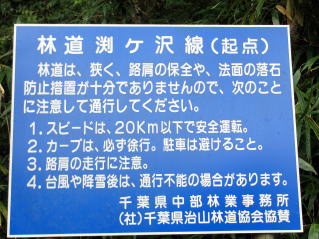 林道渕ケ沢線(起点)
林道は、狭く、路肩の保全や、法面の落石
防止措置が十分でありませんので、次のこと
に注意して通行してください。
1.スピードは、20Km以下で安全運転。
2.カーブは、必ず徐行。駐車は避けること。
3.路肩の走行に注意。
4.台風や降雪後は、通行不能の場合があります。
千葉県中部林業事務所
(社)千葉県治山林道協会協賛